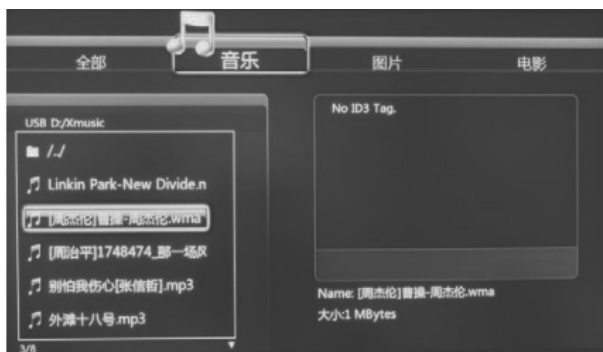 全部
音乐
图片
电影
USB D:/Xmusic
/../
Linkin Park-New Divide.n
[周杰伦]曹操-周杰伦.wma
[周治平]1748474_那一场风
别怕我伤心[张信哲].mp3
外滩十八号.mp3
3/8
No ID3 Tag.
Name: [周杰伦]曹操-周杰伦.wma
大小:1 MBytes